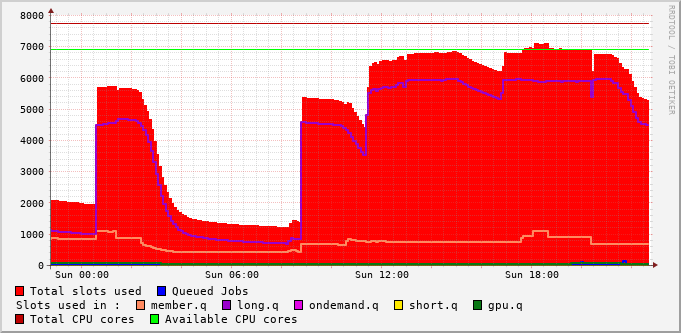 8000
7000
6000
5000
4000
3000
2000
1000
0
Sun 00:00 Sun 06:00 Sun 12:00 Sun 18:00
RRDTOOL / TOBI OETIKER
Total slots used Queued Jobs
Slots used in : member.q long.q ondemand.q short.q gpu.q
Total CPU cores Available CPU cores